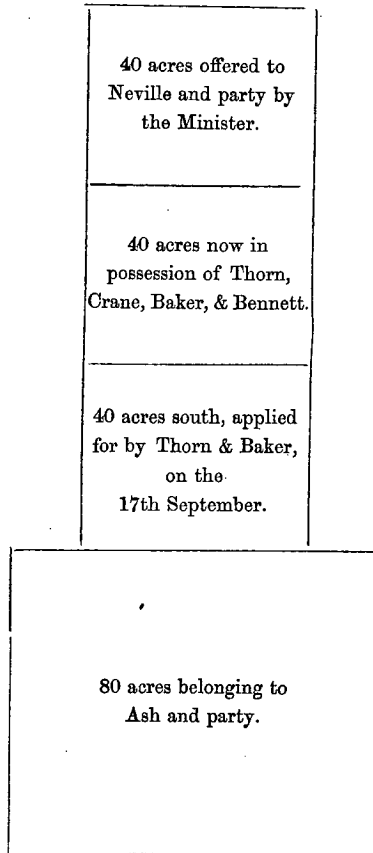 40 acres offered to
Neville and party by
the Minister.
40 acres now in
possession of Thorn,
Crane, Baker, & Bennett.
40 acres south, applied
for by Thorn & Baker,
on the
17th September.
80 acres belonging to
Ash and party.